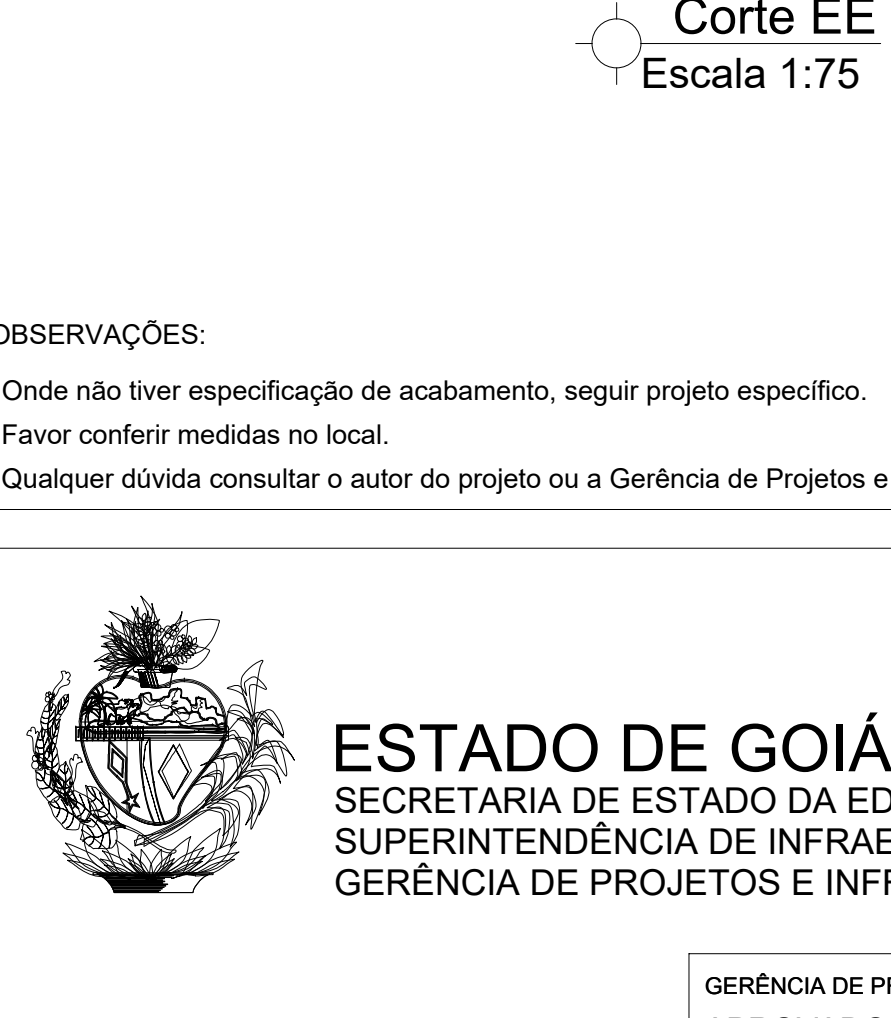 Corte EE
Escala 1:75
OBSERVAÇÕES:
Onde não tiver especificação de acabamento, seguir projeto específico.
Favor conferir medidas no local.
Qualquer dúvida consultar o autor do projeto ou a Gerência de Projetos e
ESTADO DE GOIÁ
SECRETARIA DE ESTADO DA ED
SUPERINTENDÊNCIA DE INFRAE
GERÊNCIA DE PROJETOS E INF
GERÊNCIA DE P